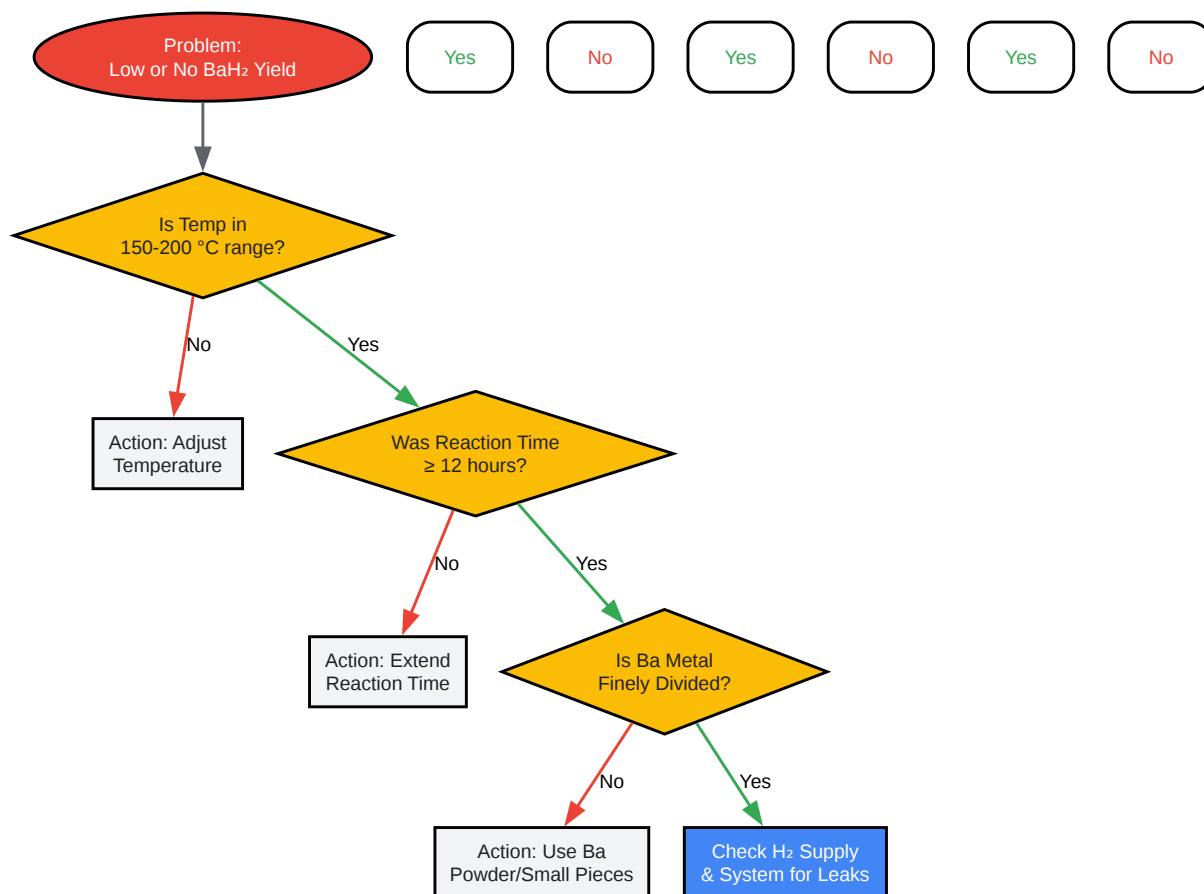 Problem:
Low or No BaH₂ Yield
Yes
No
Yes
No
Yes
No
Is Temp in
150-200 °C range?
No
Yes
Action: Adjust
Temperature
Was Reaction Time
≥ 12 hours?
No
Yes
Action: Extend
Reaction Time
Is Ba Metal
Finely Divided?
No
Yes
Action: Use Ba
Powder/Small Pieces
Check H₂ Supply
& System for Leaks